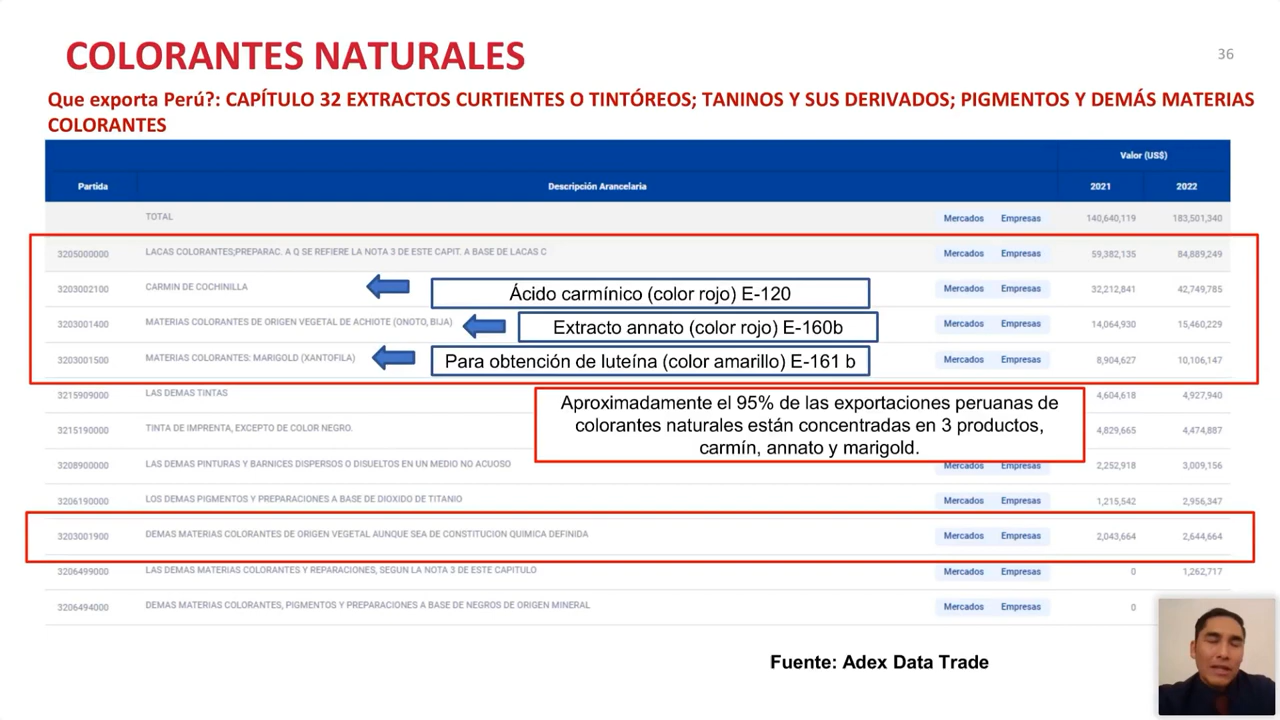 COLORANTES NATURALES
36
Que exporta Perú?: CAPÍTULO 32 EXTRACTOS CURTIENTES O TINTÓREOS; TANINOS Y SUS DERIVADOS; PIGMENTOS Y DEMÁS MATERIAS
COLORANTES
Valor (US$)
Partida Descripción Arancelaria 2021 2022
TOTAL Mercados Empresas 140,640,119 183,501,340
3205000000 LACAS COLORANTES;PREPARAC. A Q SE REFIERE LA NOTA 3 DE ESTE CAPIT. A BASE DE LACAS C Mercados Empresas 59,382,135 84,889,249
3203002100 CARMIN DE COCHINILLA Mercados Empresas 32,212,841 42,749,785
Ácido carmínico (color rojo) E-120
3203001400 MATERIAS COLORANTES DE ORIGEN VEGETAL DE ACHIOTE (ONOTO, BIJA) Mercados Empresas 14,064,930 15,460,229
Extracto annato (color rojo) E-160b
3203001500 MATERIAS COLORANTES: MARIGOLD (XANTOFILA) Mercados Empresas 8,904,627 10,106,147
Para obtención de luteína (color amarillo) E-161 b
3215909000 LAS DEMAS TINTAS 4,604,618 4,927,940
Aproximadamente el 95% de las exportaciones peruanas de
colorantes naturales están concentradas en 3 productos,
carmín, annato y marigold.
3215190000 TINTA DE IMPRENTA, EXCEPTO DE COLOR NEGRO. 4,829,665 4,474,887
3208900000 LAS DEMAS PINTURAS Y BARNICES DISPERSOS O DISUELTOS EN UN MEDIO NO ACUOSO Mercados Empresas 2,252,918 3,009,156
3206190000 LOS DEMAS PIGMENTOS Y PREPARACIONES A BASE DE DIOXIDO DE TITANIO Mercados Empresas 1,215,542 2,956,347
3203001900 DEMAS MATERIAS COLORANTES DE ORIGEN VEGETAL AUNQUE SEA DE CONSTITUCION QUIMICA DEFINIDA Mercados Empresas 2,043,664 2,644,664
3206499000 LAS DEMAS MATERIAS COLORANTES Y REPARACIONES, SEGUN LA NOTA 3 DE ESTE CAPITULO Mercados Empresas 0 1,262,717
3206494000 DEMAS MATERIAS COLORANTES, PIGMENTOS Y PREPARACIONES A BASE DE NEGROS DE ORIGEN MINERAL Mercados Empresas 0
Fuente: Adex Data Trade